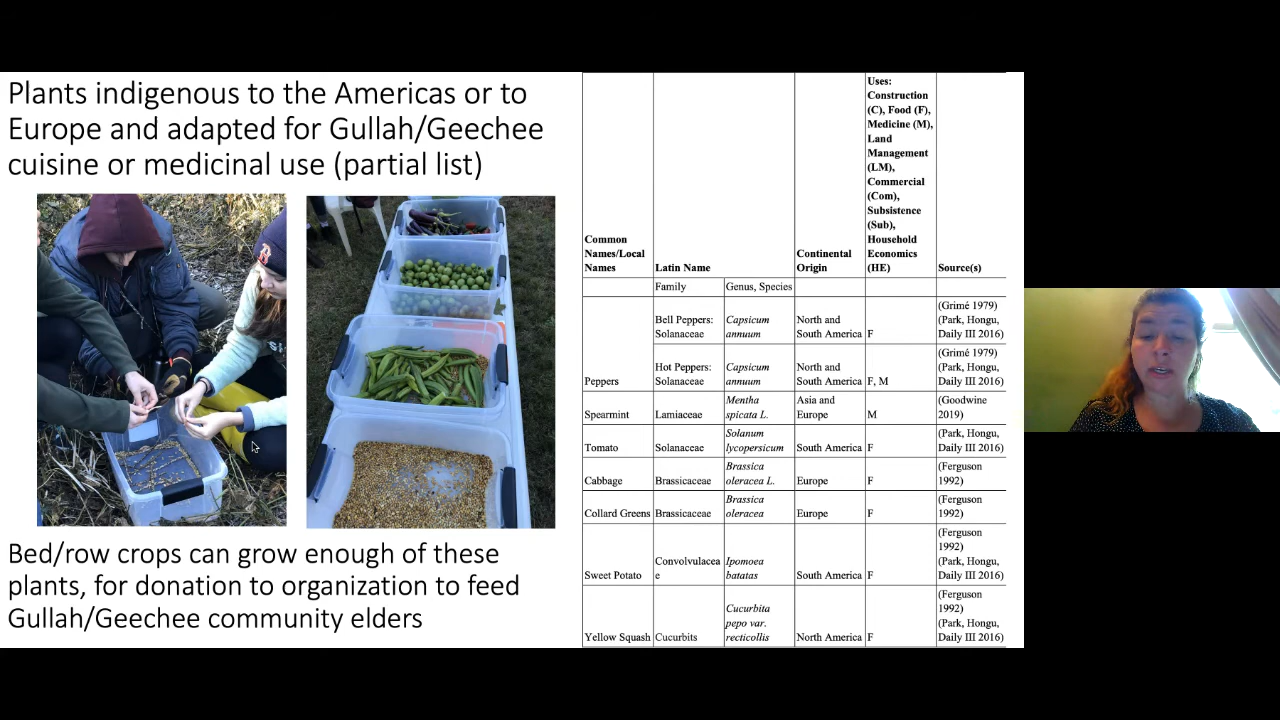 Plants indigenous to the Americas or to
Europe and adapted for Gullah/Geechee
cuisine or medicinal use (partial list)
Bed/row crops can grow enough of these
plants, for donation to organization to feed
Gullah/Geechee community elders
Common
Names/Local
Names
Latin Name
Continental
Origin
Uses:
Construction
(C), Food (F),
Medicine (M),
Land
Management
(LM),
Commercial
(Com),
Subsistence
(Sub),
Household
Economics
(HE)
Source(s)
Family
Genus, Species
Peppers
Bell Peppers:
Solanaceae
Capsicum
annuum
North and
South America
F
(Grimé 1979)
(Park, Hongu,
Daily III 2016)
Hot Peppers:
Solanaceae
Capsicum
annuum
North and
South America
F, M
(Grimé 1979)
(Park, Hongu,
Daily III 2016)
Spearmint
Lamiaceae
Mentha
spicata L.
Asia and
Europe
M
(Goodwine
2019)
Tomato
Solanaceae
Solanum
lycopersicum
South America
F
(Park, Hongu,
Daily III 2016)
Cabbage
Brassicaceae
Brassica
oleracea L.
Europe
F
(Ferguson
1992)
Collard Greens
Brassicaceae
Brassica
oleracea
Europe
F
(Ferguson
1992)
Sweet Potato
Convolvulacea
e
Ipomoea
batatas
South America
F
(Ferguson
1992)
(Park, Hongu,
Daily III 2016)
Yellow Squash
Cucurbits
Cucurbita
pepo var.
recticollis
North America
F
(Ferguson
1992)
(Park, Hongu,
Daily III 2016)